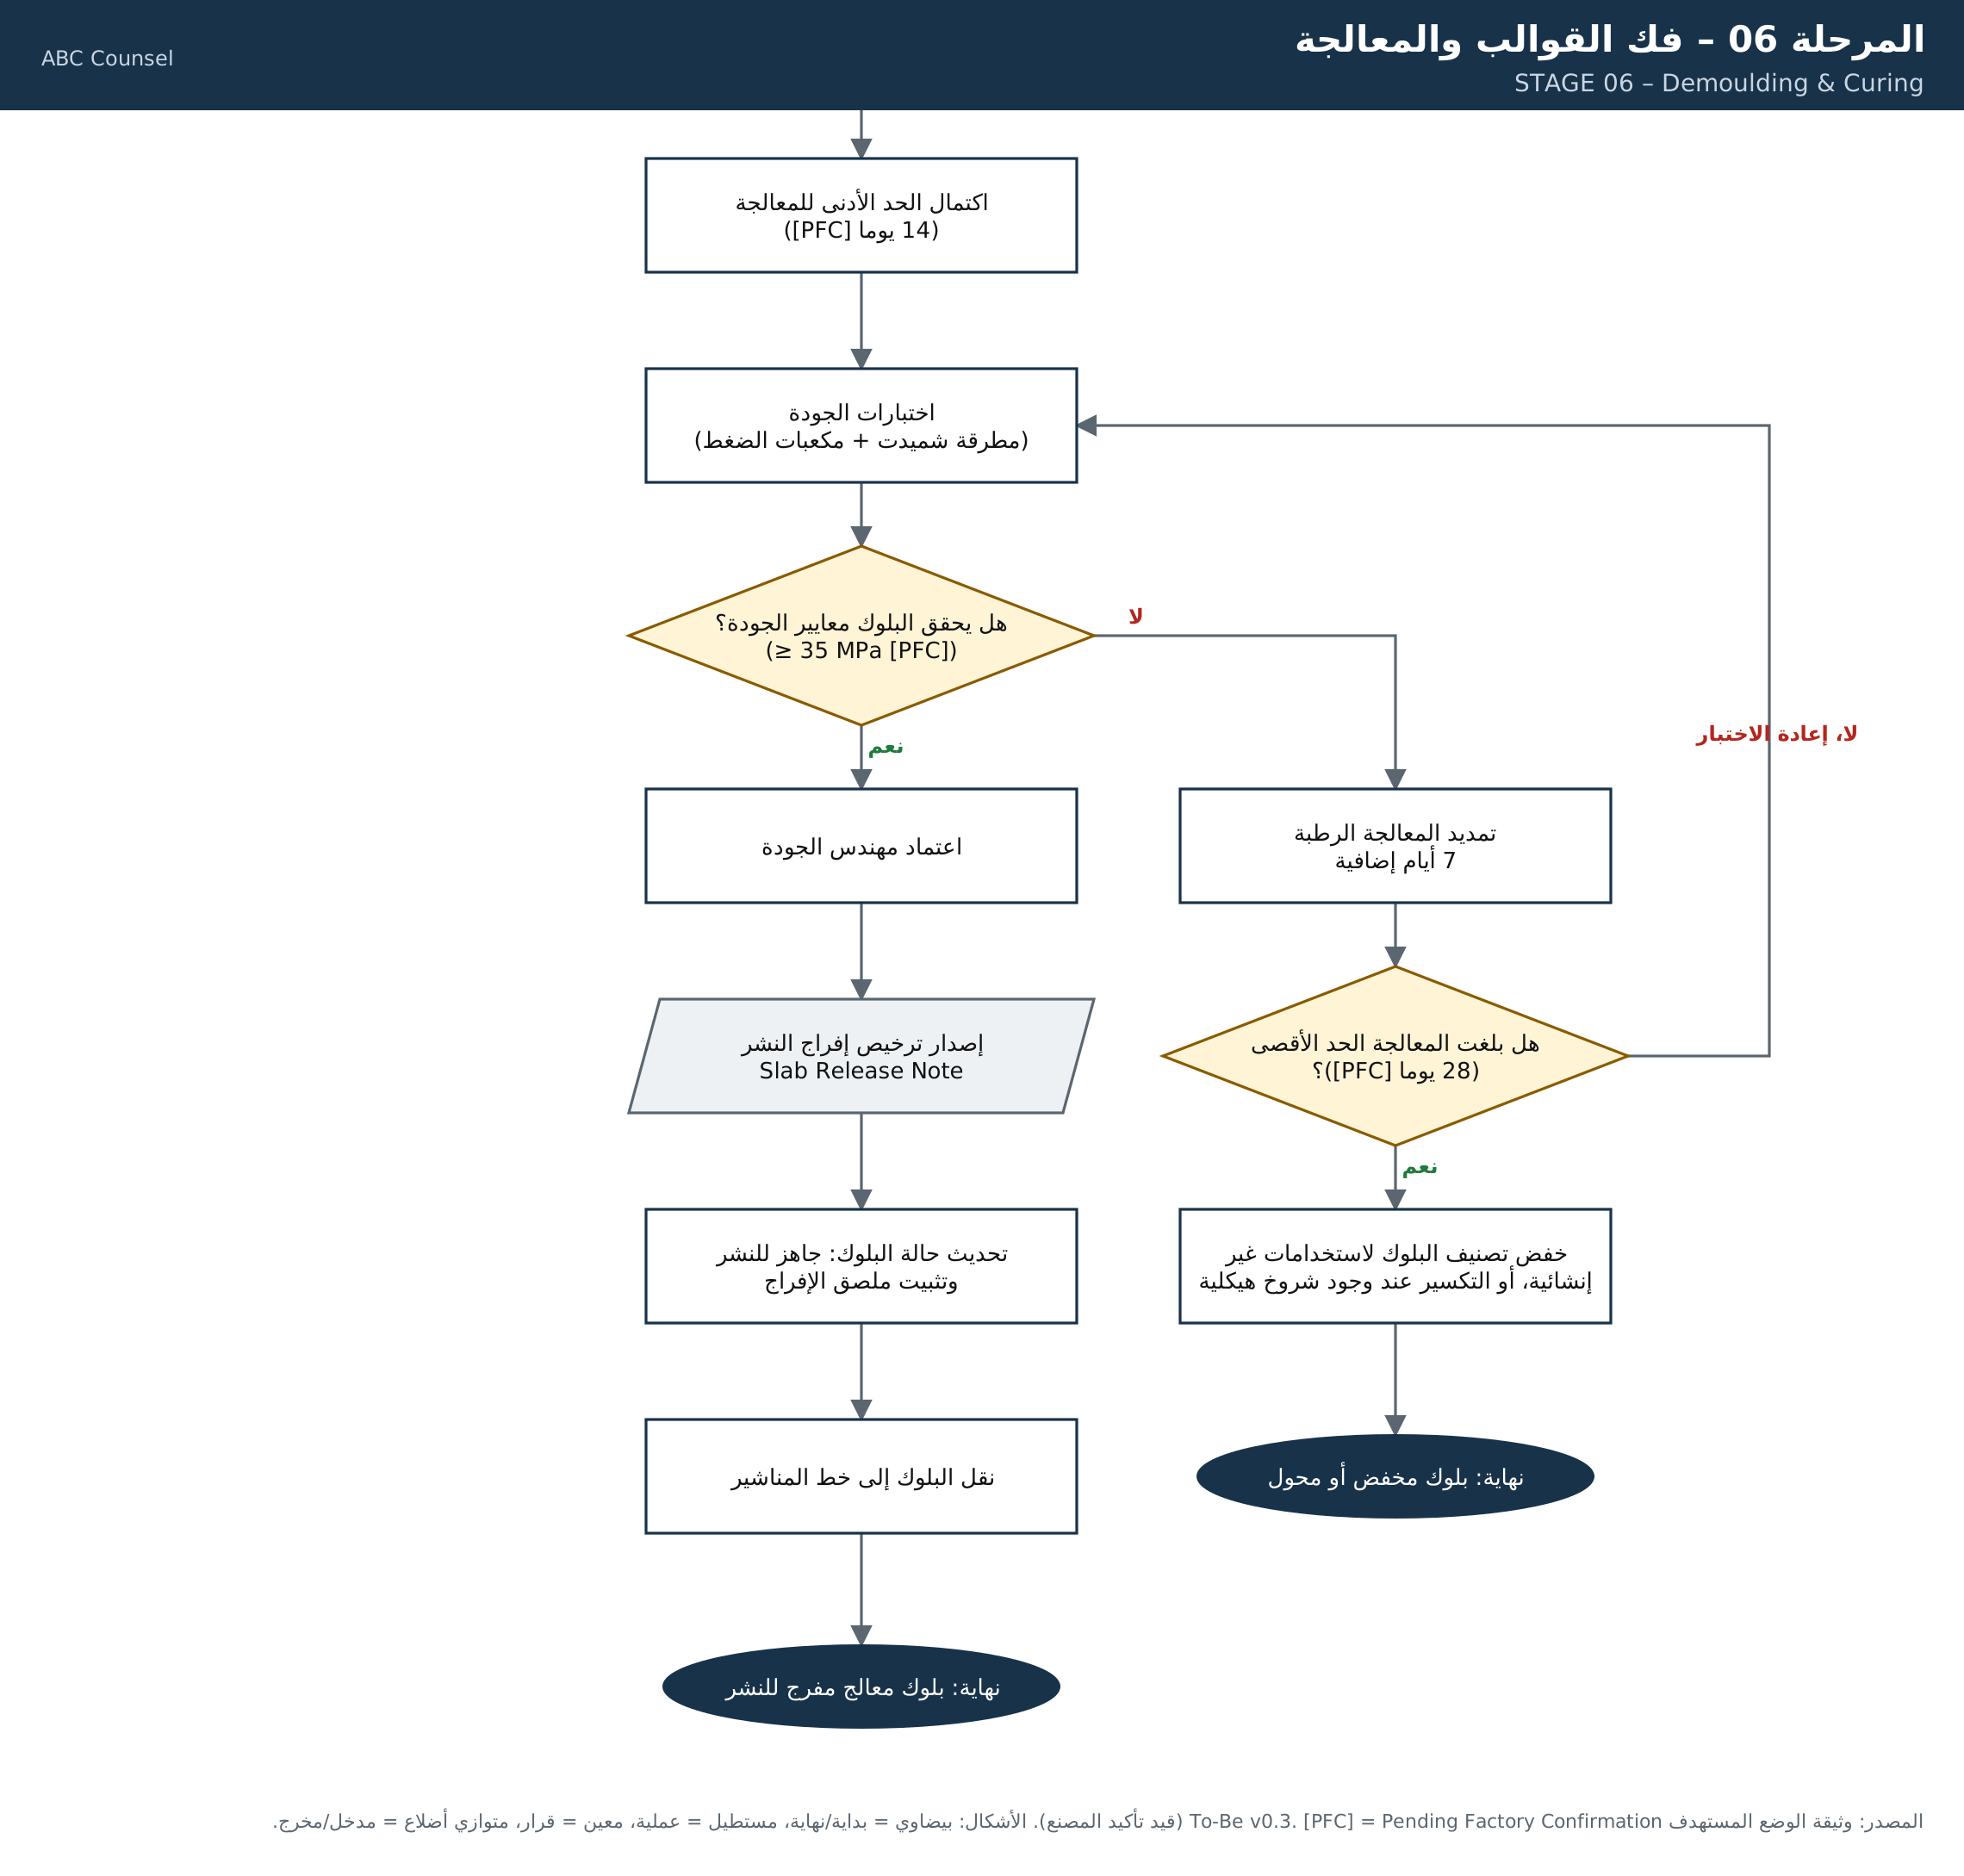 المرحلة 06 – فك القوالب والمعالجة
STAGE 06 – Demoulding & Curing
ABC Counsel
اكتمال الحد الأدنى للمعالجة
(14 يوما [PFC])
اختبارات الجودة
(مطرقة شميدت + مكعبات الضغط)
هل يحقق البلوك معايير الجودة؟
(≥ 35 MPa [PFC])
لا
نعم
لا، إعادة الاختبار
اعتماد مهندس الجودة
تمديد المعالجة الرطبة
7 أيام إضافية
إصدار ترخيص إفراج النشر
Slab Release Note
هل بلغت المعالجة الحد الأقصى
(28 يوما [PFC])؟
نعم
تحديث حالة البلوك: جاهز للنشر
وتثبيت ملصق الإفراج
خفض تصنيف البلوك لاستخدامات غير
إنشائية، أو التكسير عند وجود شروخ هيكلية
نقل البلوك إلى خط المناشير
نهاية: بلوك مخفض أو محول
نهاية: بلوك معالج مفرج للنشر
المصدر: وثيقة الوضع المستهدف To-Be v0.3. [PFC] = Pending Factory Confirmation (قيد تأكيد المصنع). الأشكال: بيضاوي = بداية/نهاية، مستطيل = عملية، معين = قرار، متوازي أضلاع = مدخل/مخرج.